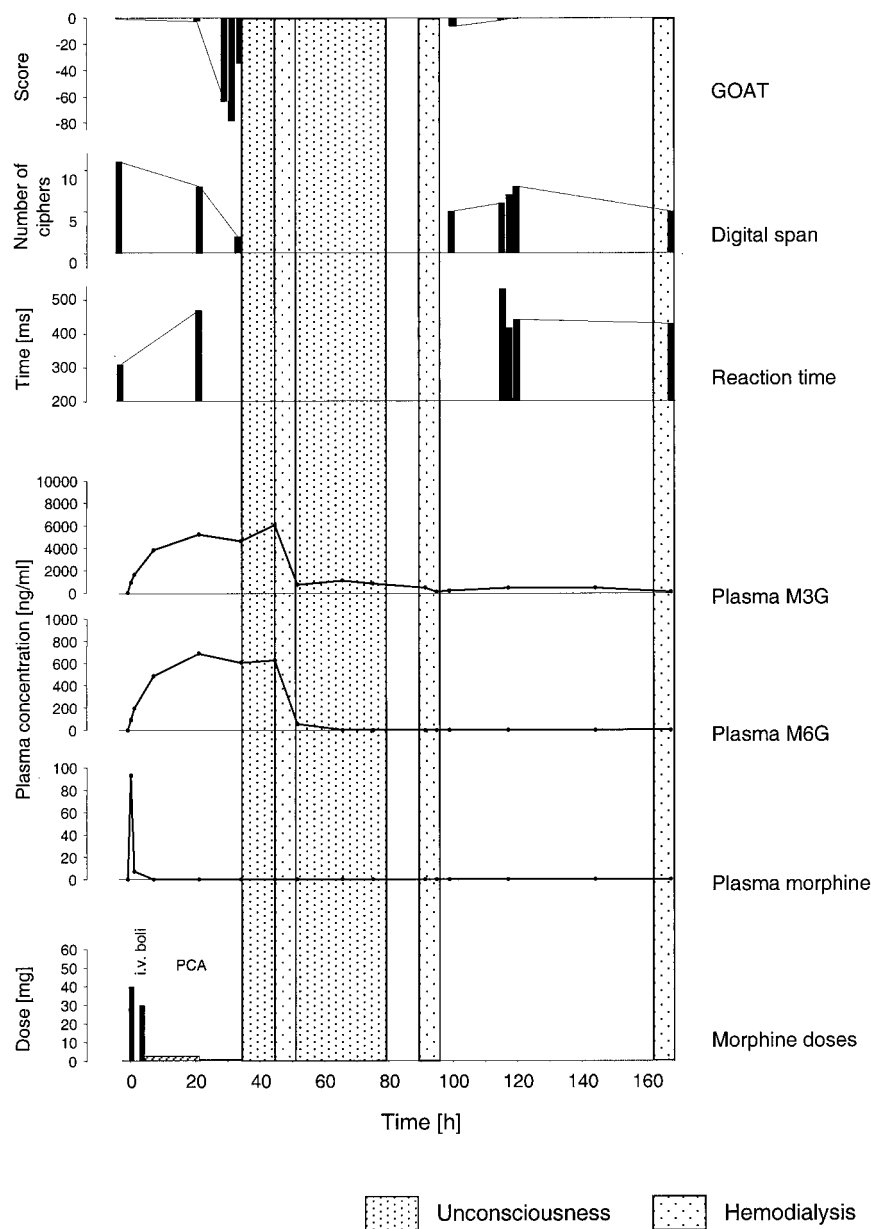 Score
0
-20
-40
-60
-80
GOAT
Number of
ciphers
10
5
0
Digital span
Time [ms]
500
400
300
200
Reaction time
Plasma concentration [ng/ml]
10000
8000
6000
4000
2000
0
Plasma M3G
1000
800
600
400
200
0
Plasma M6G
100
80
60
40
20
0
Plasma morphine
Dose [mg]
60
50
40
30
20
10
0
i.v. boli
PCA
Morphine doses
0 20 40 60 80 100 120 140 160
Time [h]
Unconsciousness
Hemodialysis